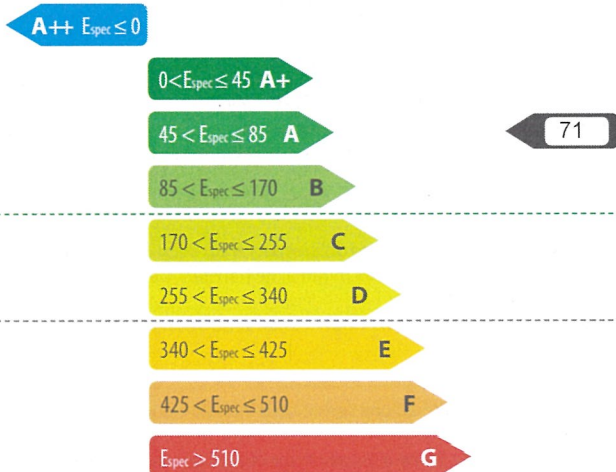 A++ Espec ≤ 0
0<Espec≤ 45 A+
45 < Espec ≤ 85 A
71
85 < Espec ≤ 170 B
170 < Espec ≤ 255 C
255 < Espec ≤ 340 D
340 < Espec ≤ 425 E
425 < Espec ≤ 510 F
Espec > 510 G